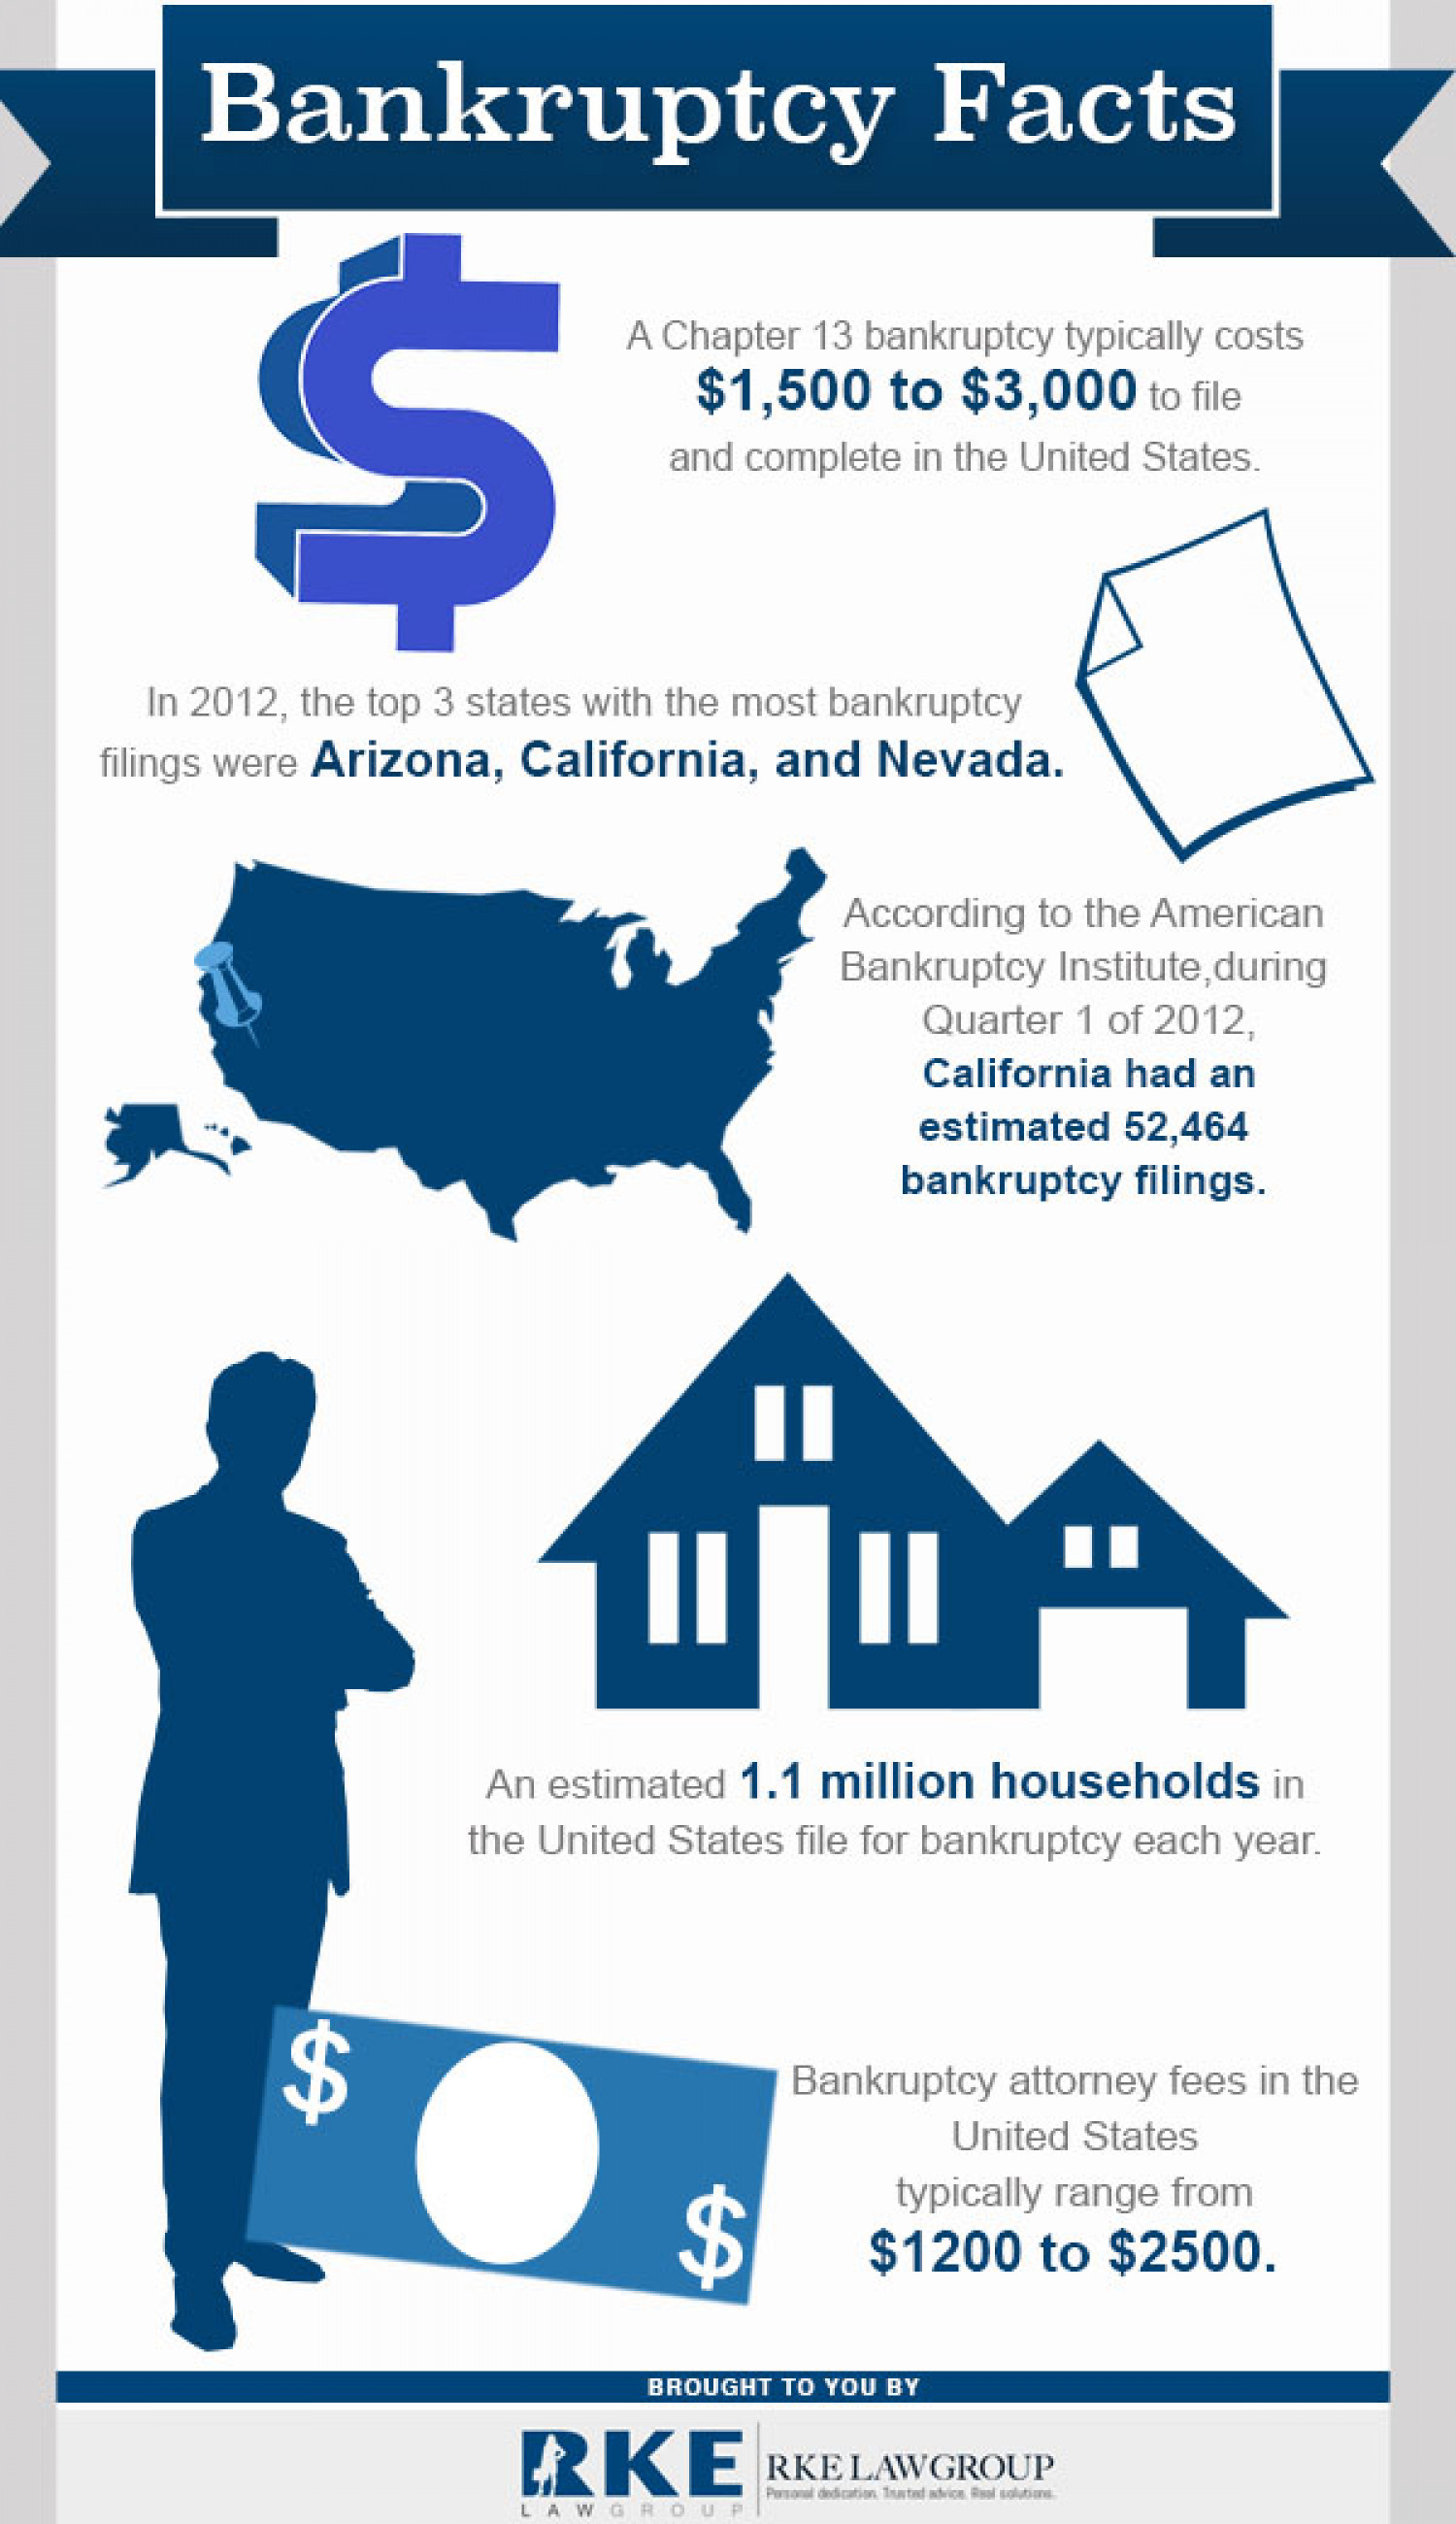 Bankruptcy Facts
A Chapter 13 bankruptcy typically costs
$1,500 to $3,000 to file
and complete in the United States.
In 2012, the top 3 states with the most bankruptcy
filings were Arizona, California, and Nevada.
According to the American
Bankruptcy Institute,during
Quarter 1 of 2012,
California had an
estimated 52,464
bankruptcy filings.
An estimated 1.1 million households in
the United States file for bankruptcy each year.
$
$
Bankruptcy attorney fees in the
United States
typically range from
$1200 to $2500.
BROUGHT TO YOU BY
RKE
LAWGROUP
RKE LAWGROUP
Personal dedication. Trusted advice. Real solutions.